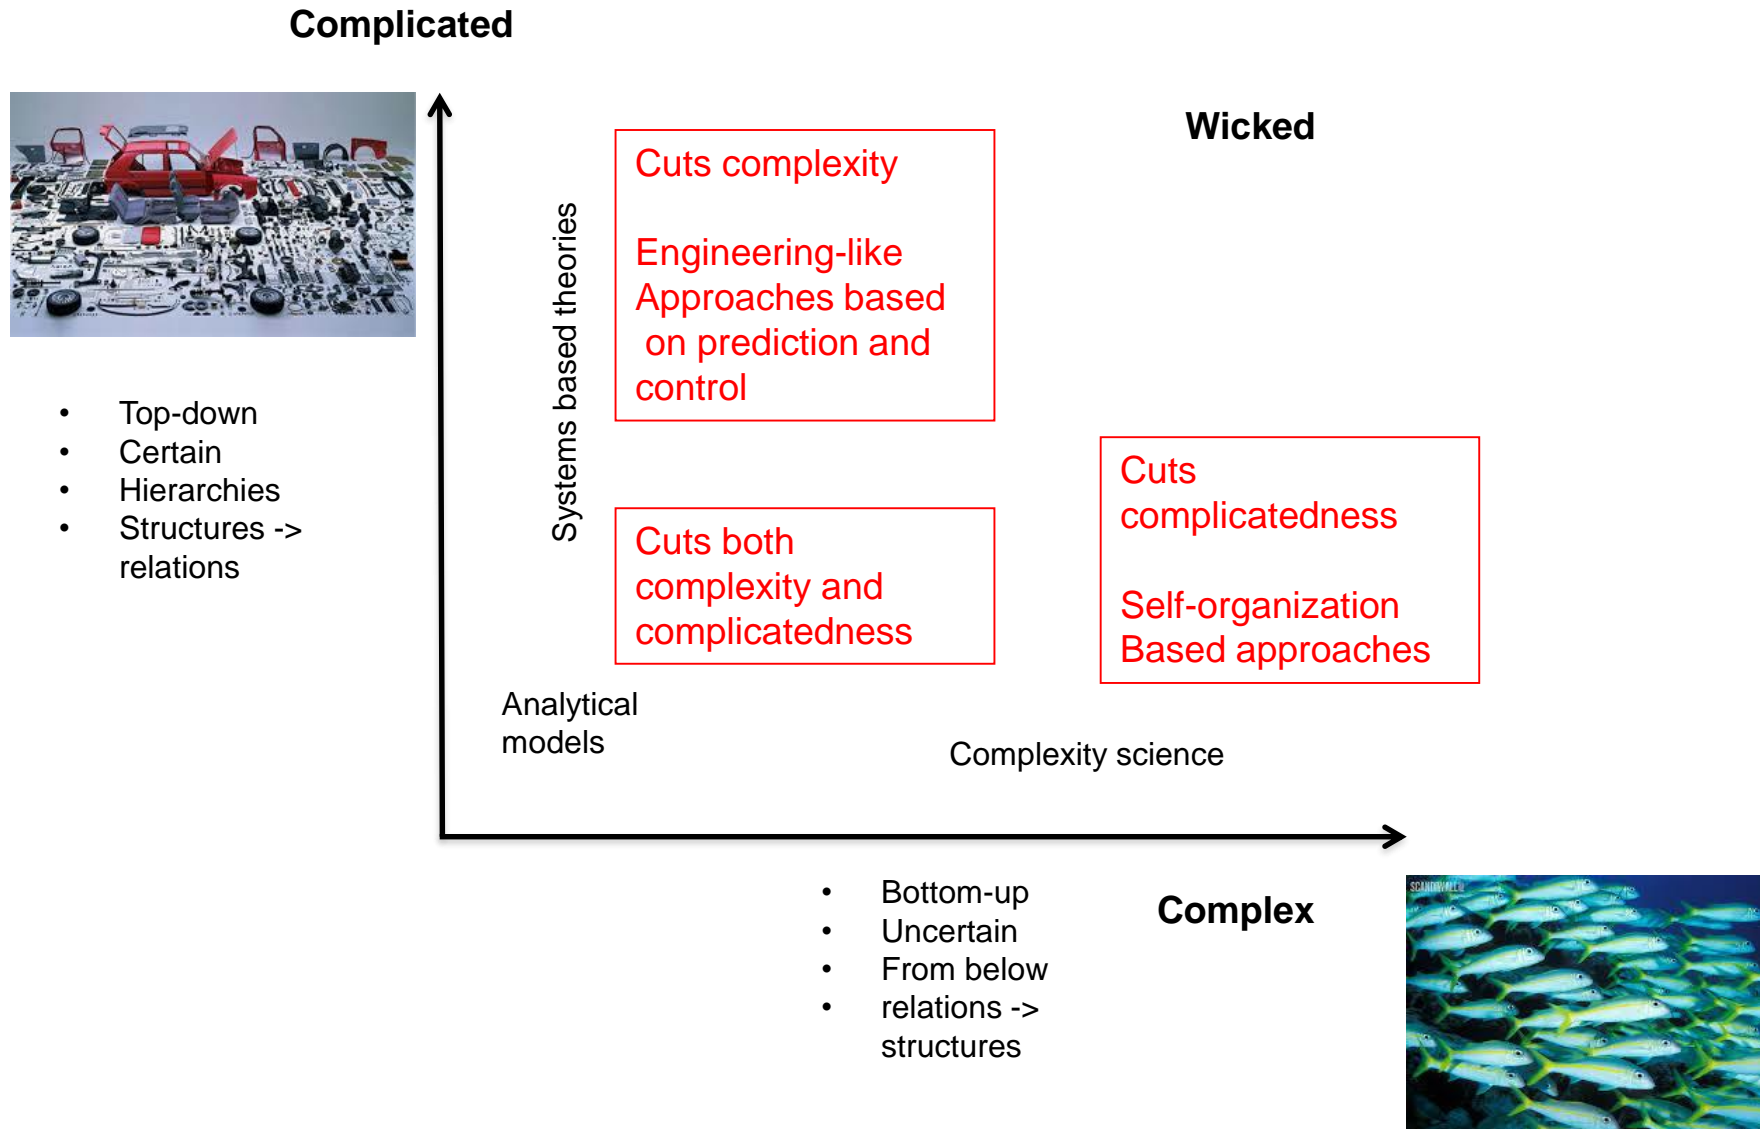 Complicated
Wicked
Cuts complexity
Engineering-like
Approaches based
on prediction and
control
Systems based theories
• Top-down
• Certain
• Hierarchies
• Structures ->
relations
Cuts
complicatedness
Self-organization
Based approaches
Cuts both
complexity and
complicatedness
Analytical
models
Complexity science
• Bottom-up
• Uncertain
• From below
• relations ->
structures
Complex